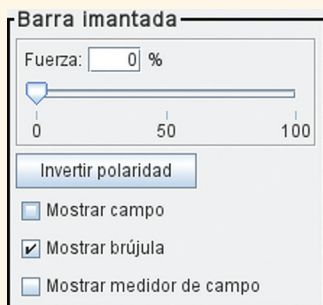 Barra imantada
Fuerza: 0 %
0 50 100
Invertir polaridad
Mostrar campo
Mostrar brújula
Mostrar medidor de campo